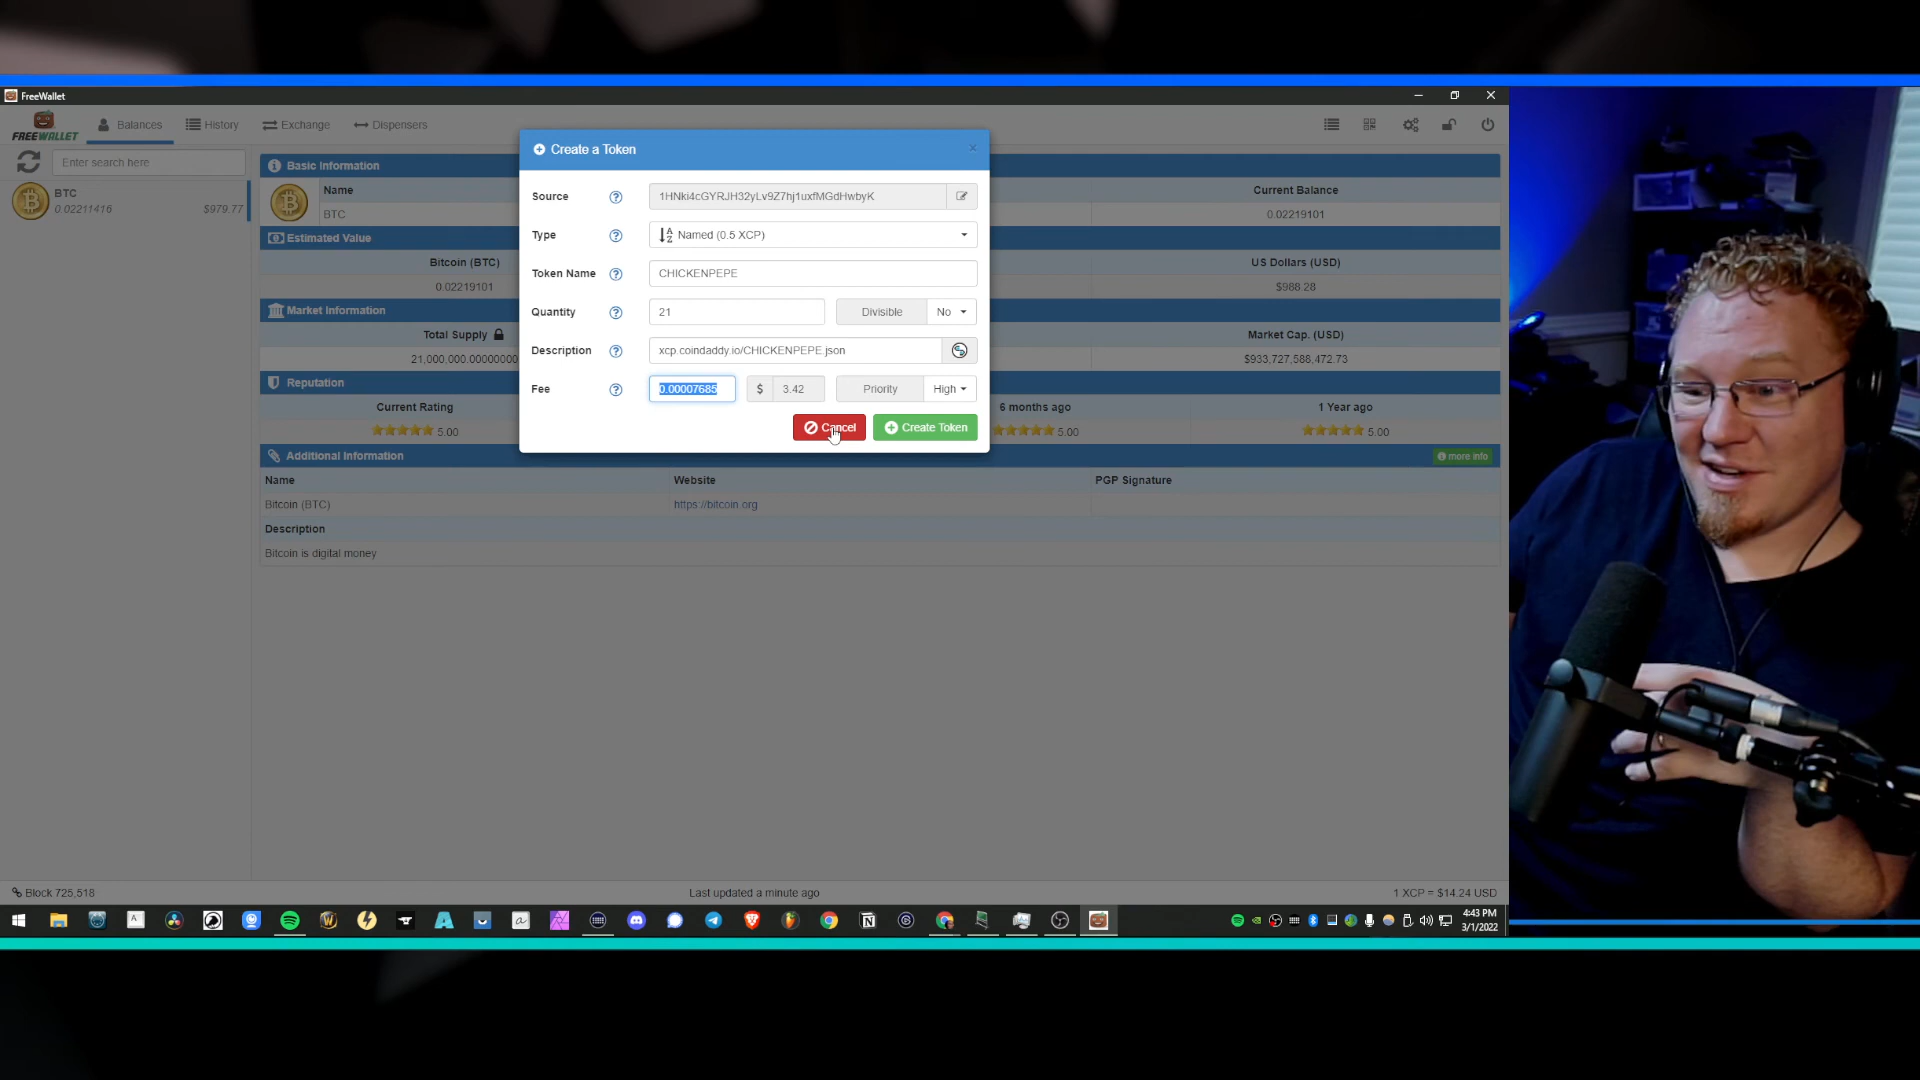 FreeWallet
FREEWALLET
Balances
History
Exchange
Dispensers
Enter search here
BTC
0.02211416
$979.77
Basic Information
Name
BTC
Current Balance
0.02219101
Estimated Value
Bitcoin (BTC)
US Dollars (USD)
0.02219101
$988.28
Market Information
Total Supply
Market Cap. (USD)
21,000,000.00000000
$933,727,588,472.73
Reputation
Current Rating
6 months ago
1 Year ago
5.00
5.00
5.00
Additional Information
more info
Name
Website
PGP Signature
Bitcoin (BTC)
https://bitcoin.org
Description
Bitcoin is digital money
Create a Token
×
Source
1HNki4cGYRJH32yLv9Z7hj1uxfMGdHwbyK
Type
Named (0.5 XCP)
Token Name
CHICKENPEPE
Quantity
21
Divisible
No
Description
xcp.coindaddy.io/CHICKENPEPE.json
Fee
0.00007685
$
3.42
Priority
High
Cancel
Create Token
Block 725,518
Last updated a minute ago
1 XCP = $14.24 USD
4:43 PM
3/1/2022